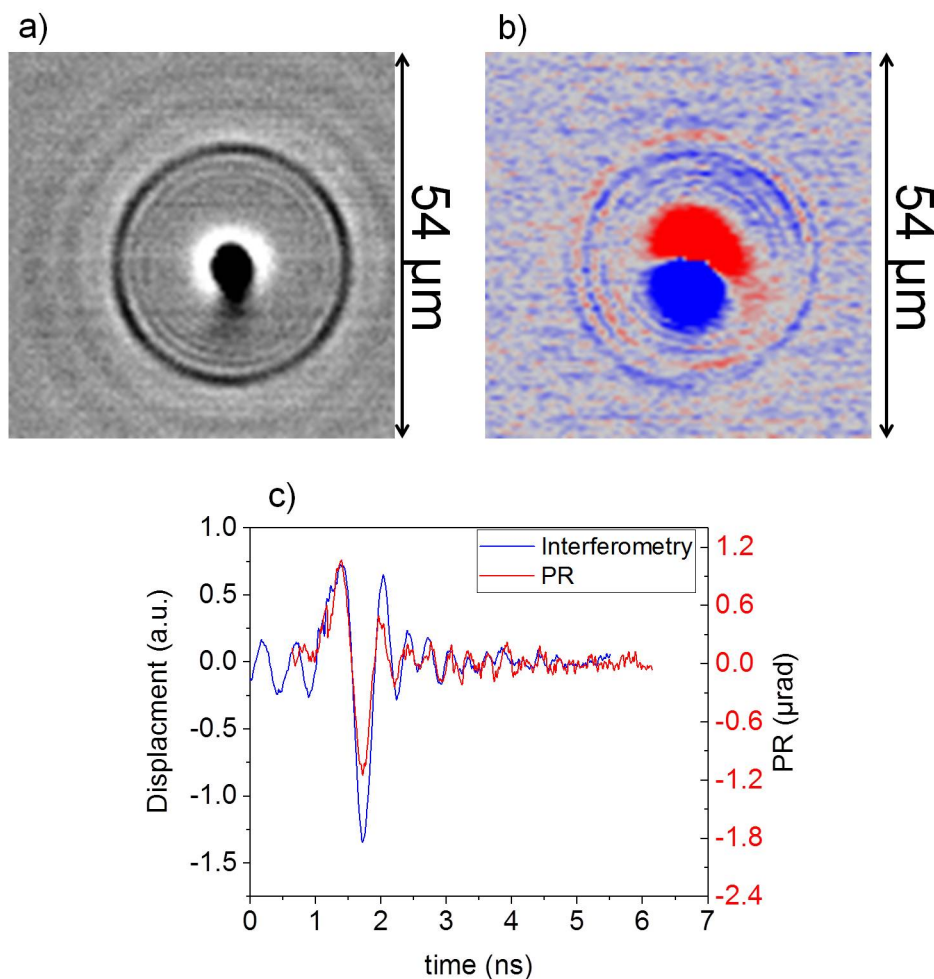 a)
b)
54 µm
54 µm
c)
Interferometry
PR
1.0
0.5
0.0
-0.5
-1.0
-1.5
Displacment (a.u.)
1.2
0.6
0.0
-0.6
-1.2
-1.8
-2.4
PR (µrad)
0 1 2 3 4 5 6 7
time (ns)